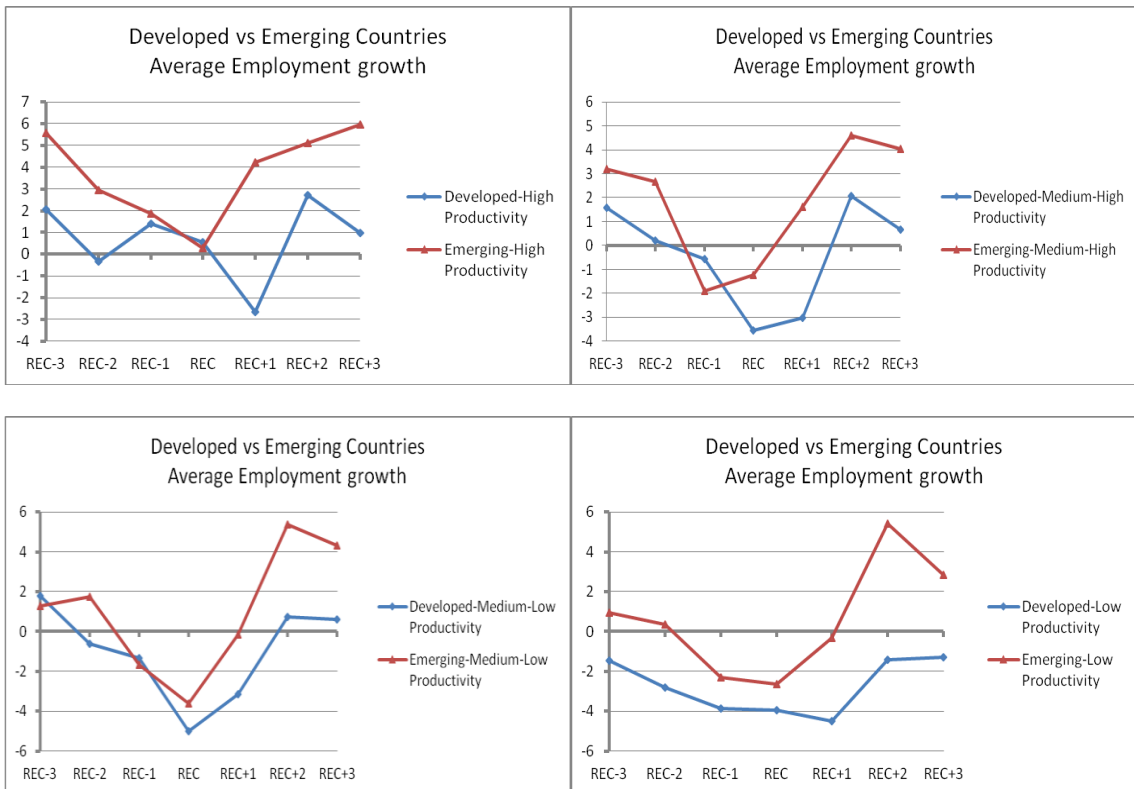 Developed vs Emerging Countries
Average Employment growth
7
6
5
4
3
2
1
0
-1
-2
-3
-4
REC-3 REC-2 REC-1 REC REC+1 REC+2 REC+3
Developed-High
Productivity
Emerging-High
Productivity
Developed vs Emerging Countries
Average Employment growth
6
5
4
3
2
1
0
-1
-2
-3
-4
REC-3 REC-2 REC-1 REC REC+1 REC+2 REC+3
Developed-Medium-High
Productivity
Emerging-Medium-High
Productivity
Developed vs Emerging Countries
Average Employment growth
6
4
2
0
-2
-4
-6
REC-3 REC-2 REC-1 REC REC+1 REC+2 REC+3
Developed-Medium-Low
Productivity
Emerging-Medium-Low
Productivity
Developed vs Emerging Countries
Average Employment growth
6
4
2
0
-2
-4
-6
REC-3 REC-2 REC-1 REC REC+1 REC+2 REC+3
Developed-Low
Productivity
Emerging-Low
Productivity